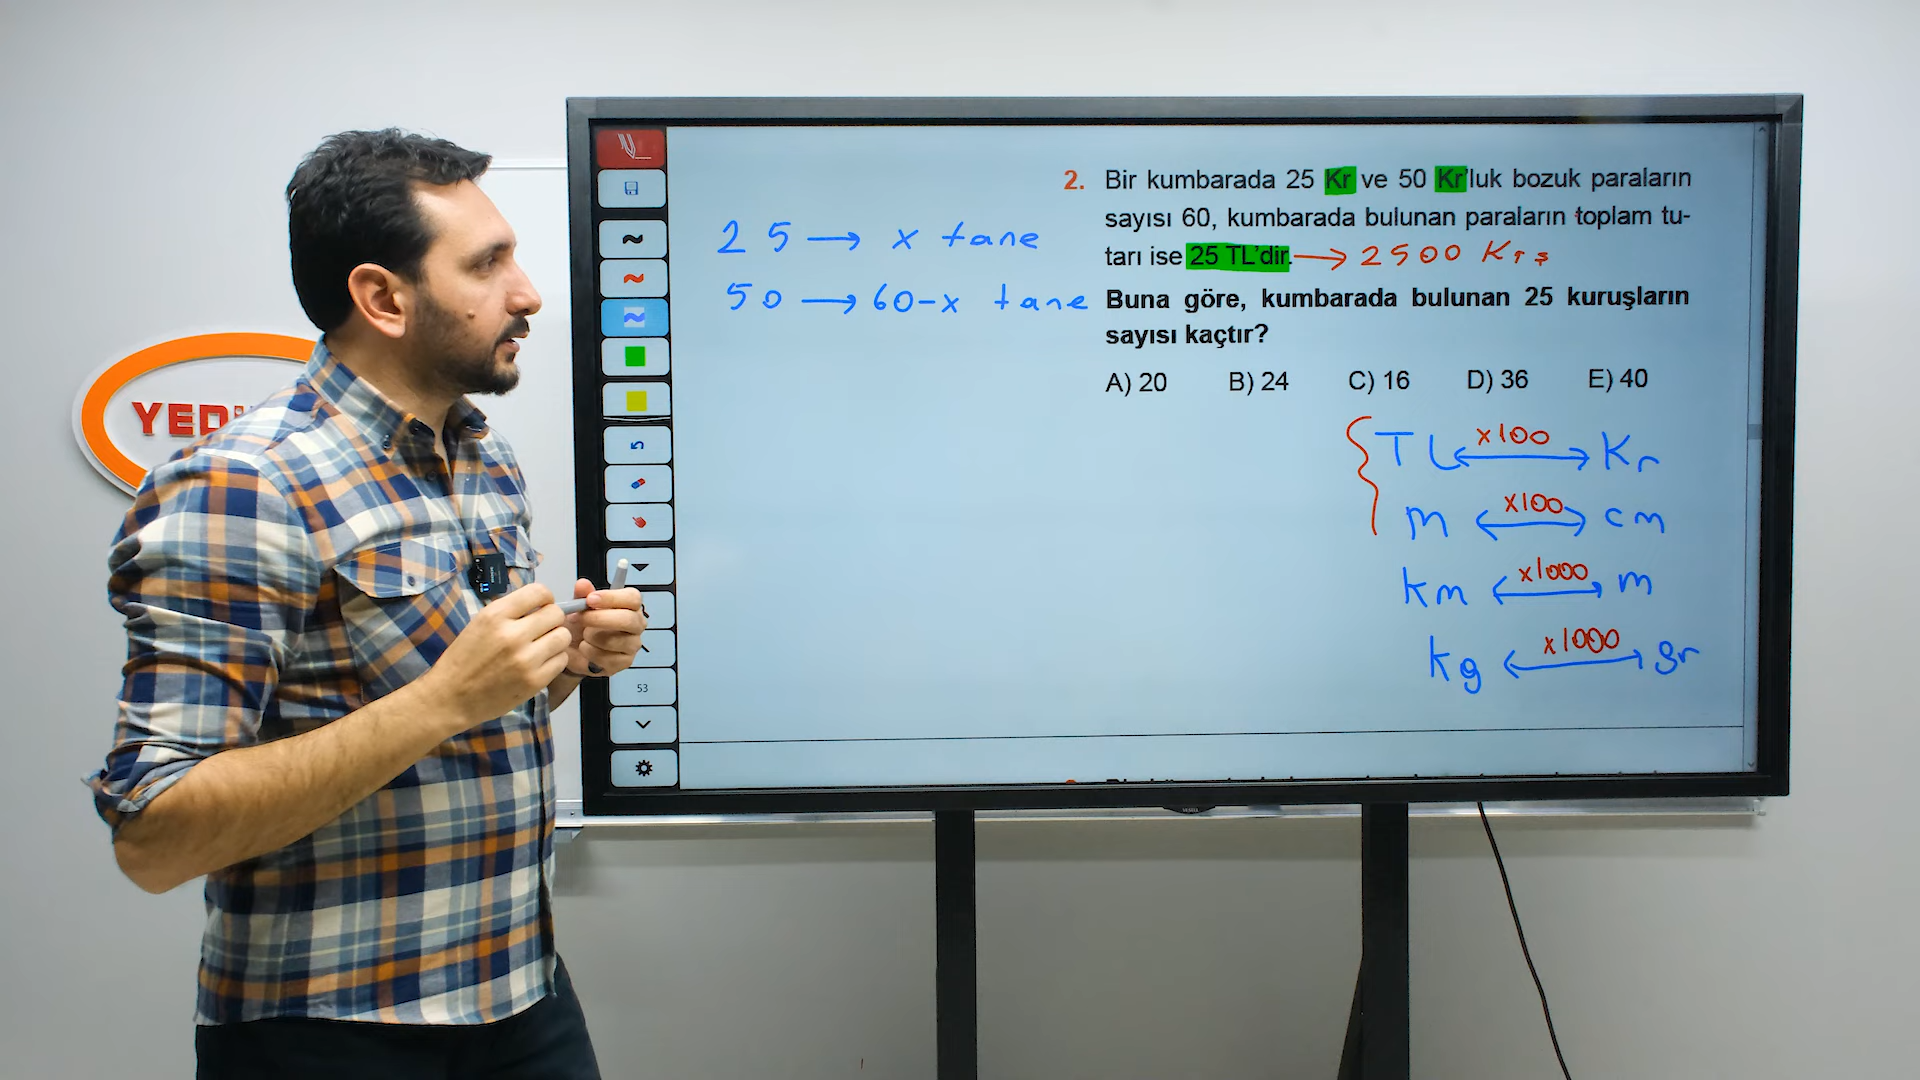 2. Bir kumbarada 25 Kr ve 50 Kr'luk bozuk paraların
sayısı 60, kumbarada bulunan paraların toplam tu-
tarı ise 25 TL'dir. → 2500 Krş
Buna göre, kumbarada bulunan 25 kuruşların
sayısı kaçtır?
A) 20 B) 24 C) 16 D) 36 E) 40
25 → x tane
50 → 60-x tane
TL ↔ x100 Kr
m ↔ x100 cm
km ↔ x1000 m
kg ↔ x1000 gr
53
YED